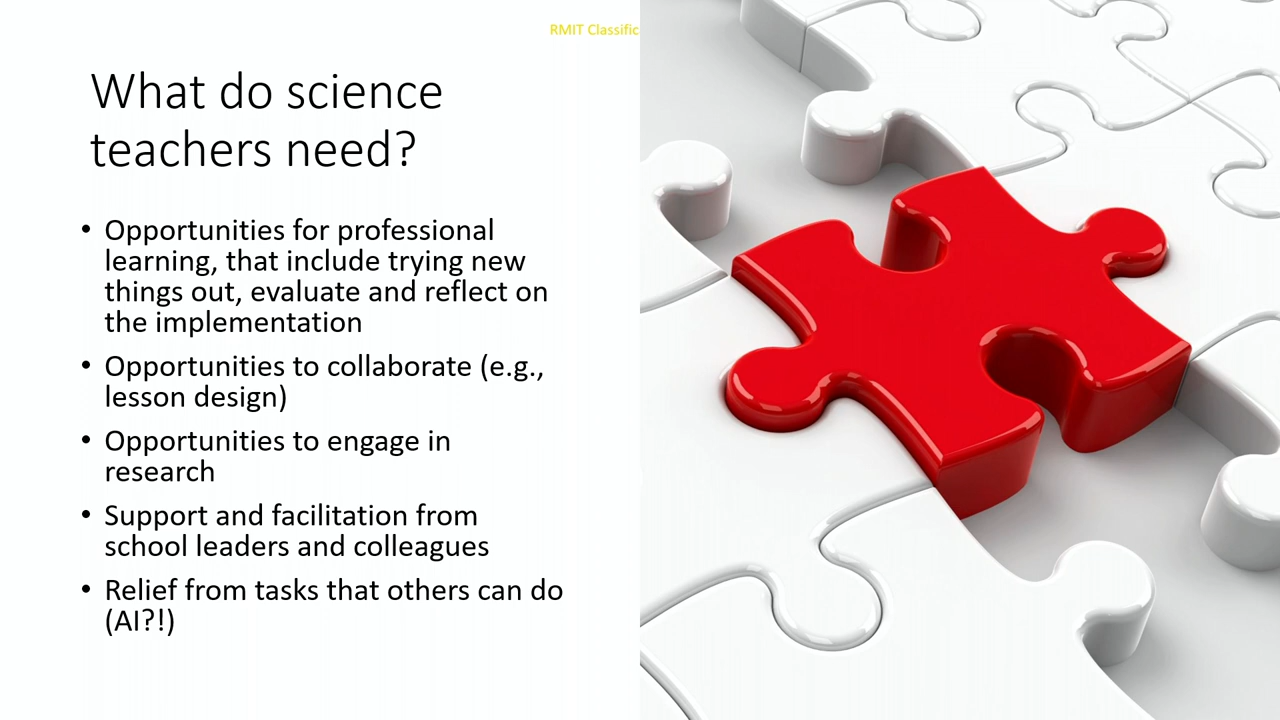 RMIT Classific
What do science
teachers need?
• Opportunities for professional
learning, that include trying new
things out, evaluate and reflect on
the implementation
• Opportunities to collaborate (e.g.,
lesson design)
• Opportunities to engage in
research
• Support and facilitation from
school leaders and colleagues
• Relief from tasks that others can do
(AI?!)